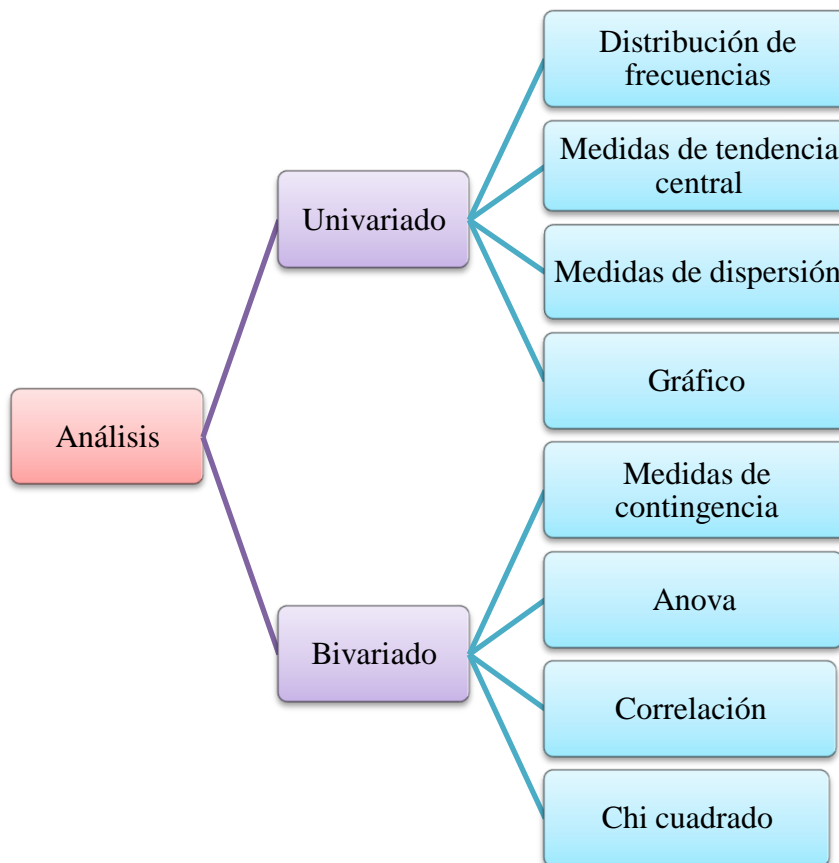 Análisis
Univariado
Distribución de
frecuencias
Medidas de tendencia
central
Medidas de dispersión
Gráfico
Bivariado
Medidas de
contingencia
Anova
Correlación
Chi cuadrado